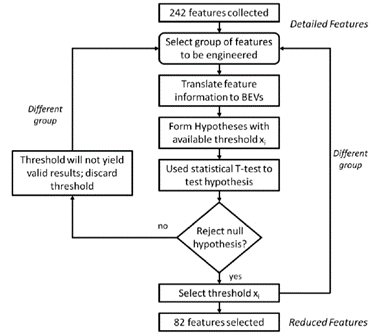 242 features collected
Detailed Features
Select group of features
to be engineered
Translate feature
information to BEVs
Different
group
Form Hypotheses with
available threshold xi
Threshold will not yield
valid results; discard
threshold
Used statistical T-test to
test hypothesis
Different
group
no
Reject null
hypothesis?
yes
Select threshold xi
82 features selected
Reduced Features